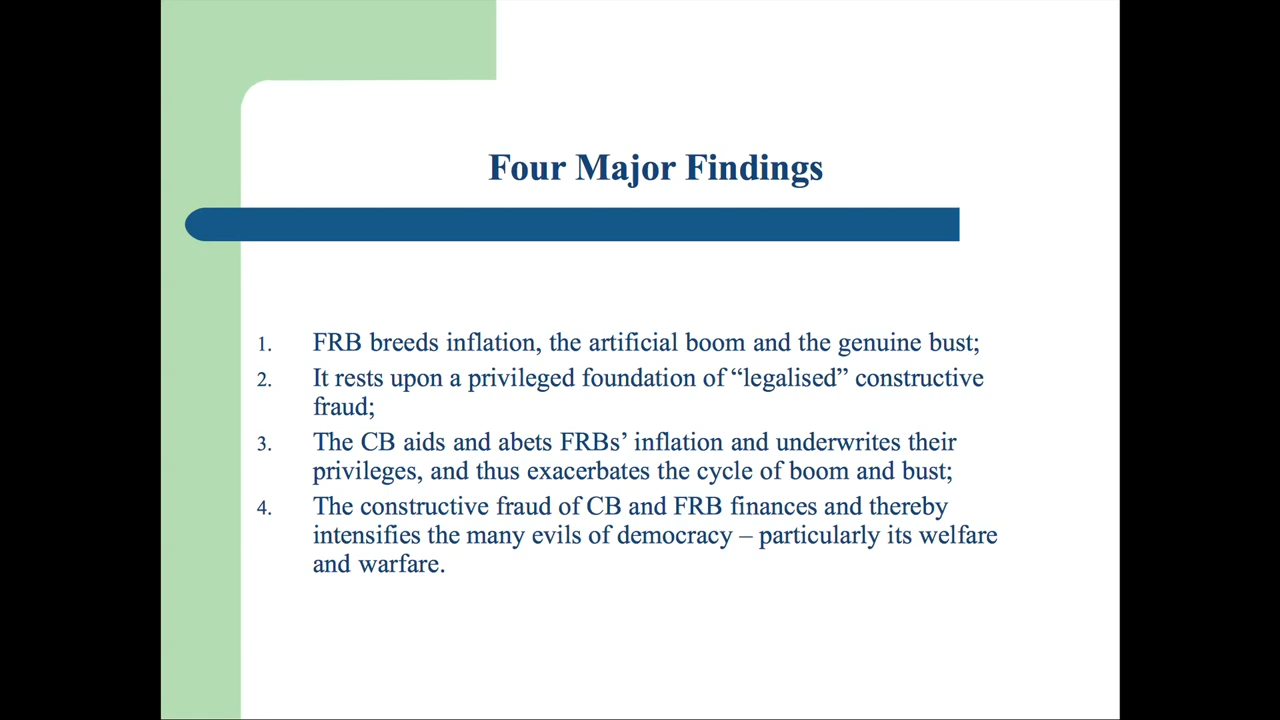 Four Major Findings
1. FRB breeds inflation, the artificial boom and the genuine bust;
2. It rests upon a privileged foundation of “legalised” constructive
fraud;
3. The CB aids and abets FRBs’ inflation and underwrites their
privileges, and thus exacerbates the cycle of boom and bust;
4. The constructive fraud of CB and FRB finances and thereby
intensifies the many evils of democracy – particularly its welfare
and warfare.